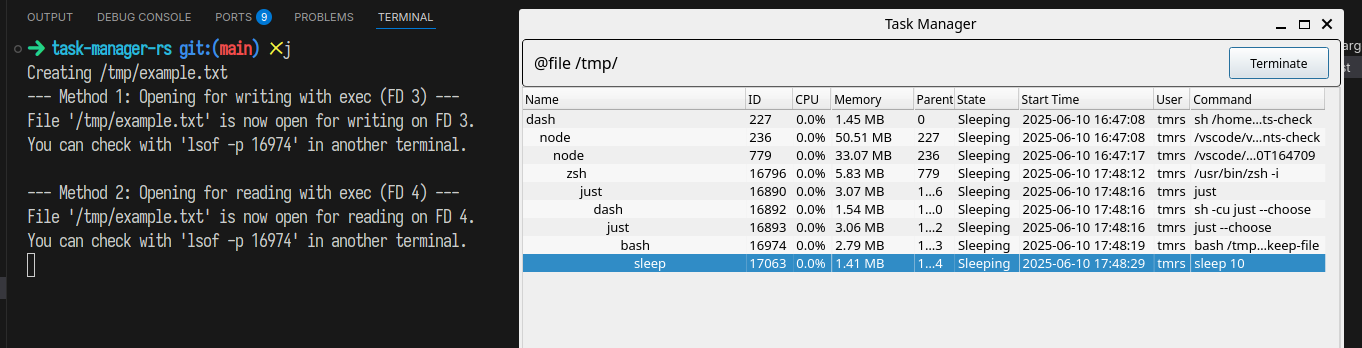 OUTPUT DEBUG CONSOLE PORTS 9 PROBLEMS TERMINAL
➜ task-manager-rs git:(main) ✗j
Creating /tmp/example.txt
--- Method 1: Opening for writing with exec (FD 3) ---
File '/tmp/example.txt' is now open for writing on FD 3.
You can check with 'lsof -p 16974' in another terminal.
--- Method 2: Opening for reading with exec (FD 4) ---
File '/tmp/example.txt' is now open for reading on FD 4.
You can check with 'lsof -p 16974' in another terminal.
Task Manager
@file /tmp/ Terminate
Name ID CPU Memory Parent State Start Time User Command
dash 227 0.0% 1.45 MB 0 Sleeping 2025-06-10 16:47:08 tmrs sh /home...ts-check
node 236 0.0% 50.51 MB 227 Sleeping 2025-06-10 16:47:08 tmrs /vscode/v...nts-check
node 779 0.0% 33.07 MB 236 Sleeping 2025-06-10 16:47:17 tmrs /vscode/...0T164709
zsh 16796 0.0% 5.83 MB 779 Sleeping 2025-06-10 17:48:12 tmrs /usr/bin/zsh -i
just 16890 0.0% 3.07 MB 1...6 Sleeping 2025-06-10 17:48:16 tmrs just
dash 16892 0.0% 1.54 MB 1...0 Sleeping 2025-06-10 17:48:16 tmrs sh -cu just --choose
just 16893 0.0% 3.06 MB 1...2 Sleeping 2025-06-10 17:48:16 tmrs just --choose
bash 16974 0.0% 2.79 MB 1...3 Sleeping 2025-06-10 17:48:19 tmrs bash /tmp...keep-file
sleep 17063 0.0% 1.41 MB 1...4 Sleeping 2025-06-10 17:48:29 tmrs sleep 10